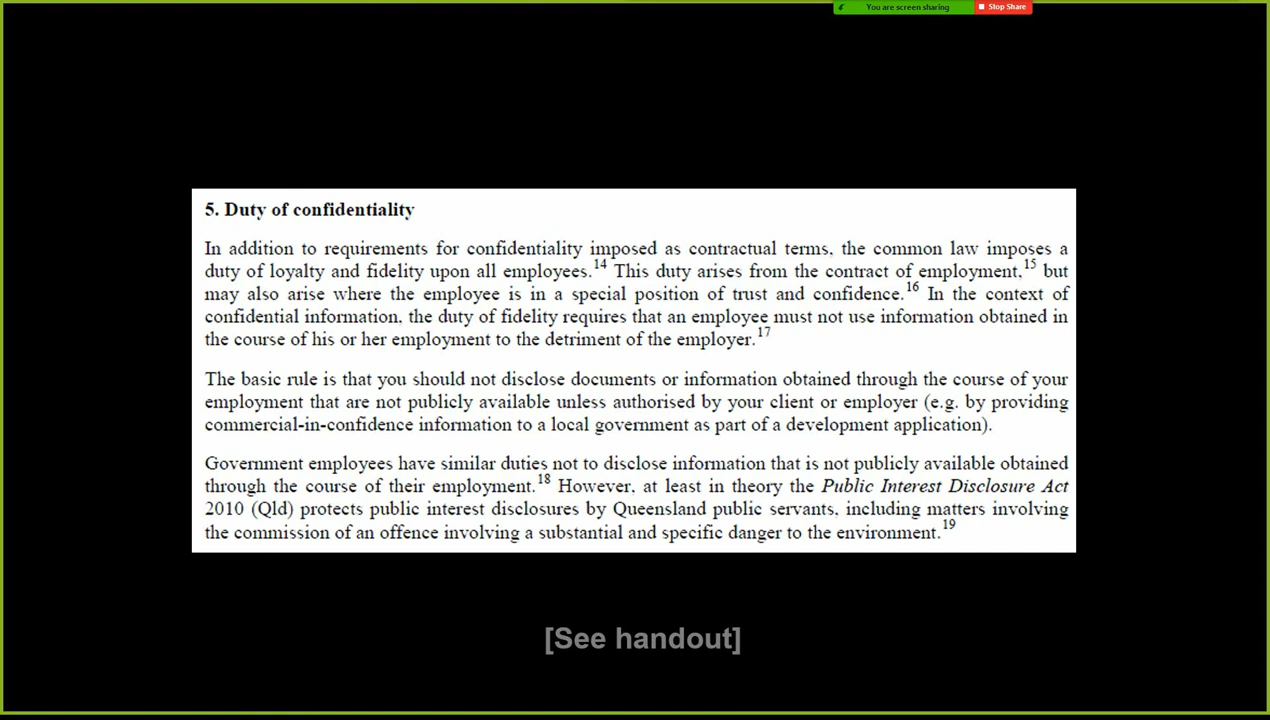 You are screen sharing
Stop Share
5. Duty of confidentiality
In addition to requirements for confidentiality imposed as contractual terms, the common law imposes a
duty of loyalty and fidelity upon all employees.14 This duty arises from the contract of employment,15 but
may also arise where the employee is in a special position of trust and confidence.16 In the context of
confidential information, the duty of fidelity requires that an employee must not use information obtained in
the course of his or her employment to the detriment of the employer.17
The basic rule is that you should not disclose documents or information obtained through the course of your
employment that are not publicly available unless authorised by your client or employer (e.g. by providing
commercial-in-confidence information to a local government as part of a development application).
Government employees have similar duties not to disclose information that is not publicly available obtained
through the course of their employment.18 However, at least in theory the Public Interest Disclosure Act
2010 (Qld) protects public interest disclosures by Queensland public servants, including matters involving
the commission of an offence involving a substantial and specific danger to the environment.19
[See handout]